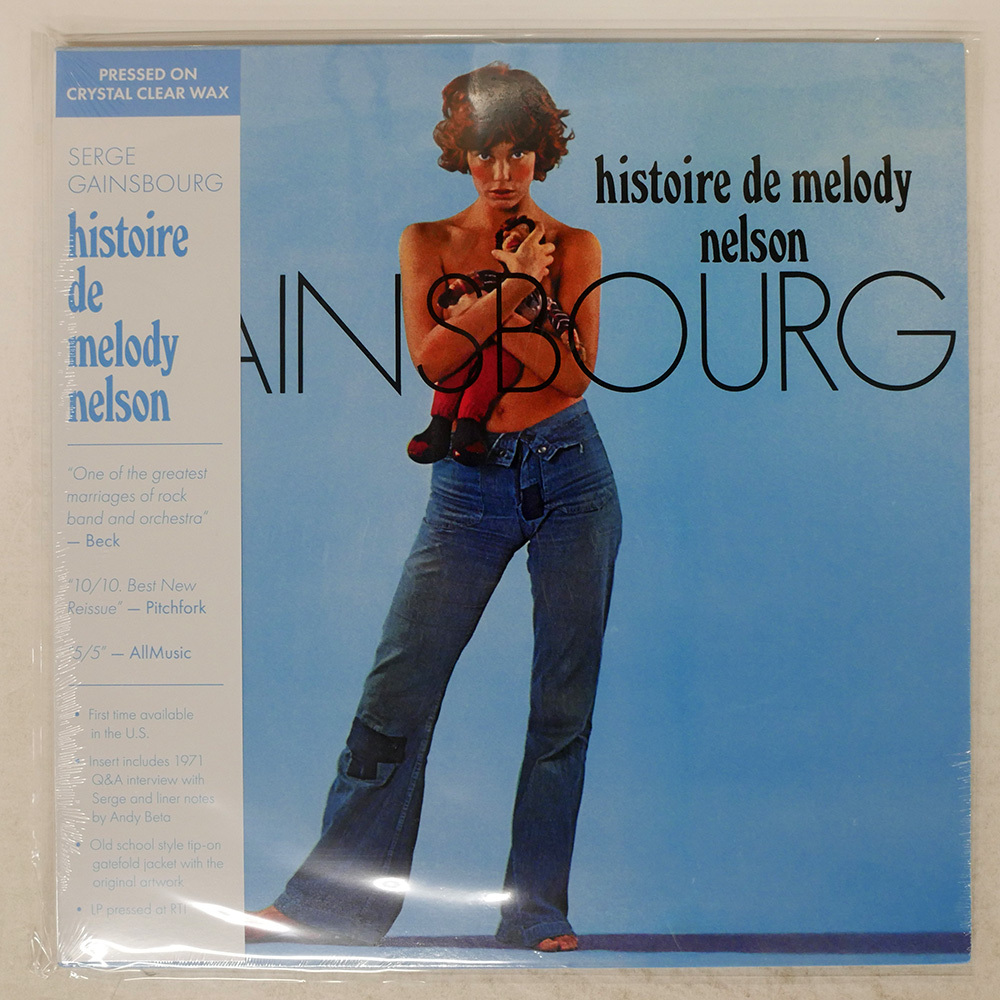 PRESSED ON
CRYSTAL CLEAR WAX
SERGE
GAINSBOURG
histoire
de
melody
nelson
"One of the greatest
marriages of rock
band and orchestra"
— Beck
"10/10. Best New
Reissue" — Pitchfork
5/5" — AllMusic
• First time available
in the U.S.
• Insert includes 1971
Q&A interview with
Serge and liner notes
by Andy Beta
• Old school style tip-on
gatefold jacket with the
original artwork
• LP pressed at RTI
histoire de melody
nelson
AINSBOURG